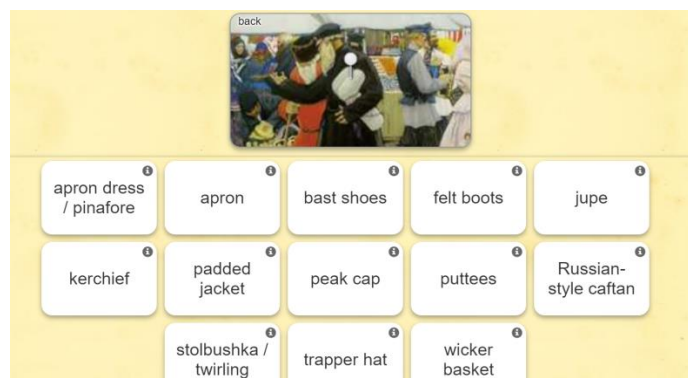 back
apron dress
/ pinafore
apron
bast shoes
felt boots
jupe
kerchief
padded
jacket
peak cap
puttees
Russian-
style caftan
stolbushka /
twirling
trapper hat
wicker
basket